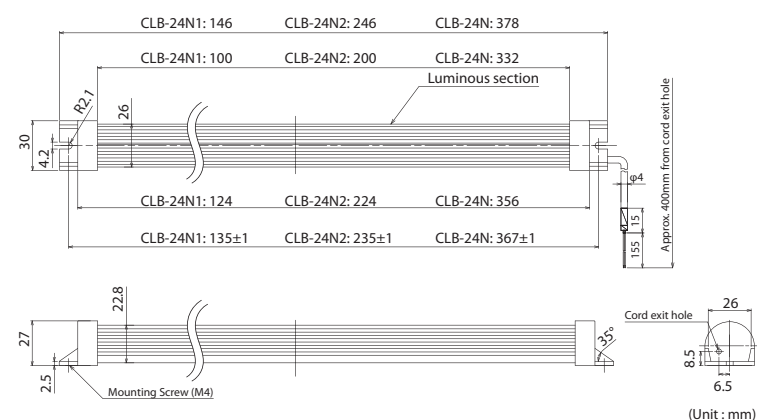 CLB-24N1: 146 CLB-24N2: 246 CLB-24N: 378
CLB-24N1: 100 CLB-24N2: 200 CLB-24N: 332
Luminous section
R2.1
26
30
4.2
φ4
15
155
Approx. 400mm from cord exit hole
CLB-24N1: 124 CLB-24N2: 224 CLB-24N: 356
CLB-24N1: 135±1 CLB-24N2: 235±1 CLB-24N: 367±1
22.8
27
2.5
Mounting Screw (M4)
35°
Cord exit hole
26
8.5
6.5
(Unit : mm)